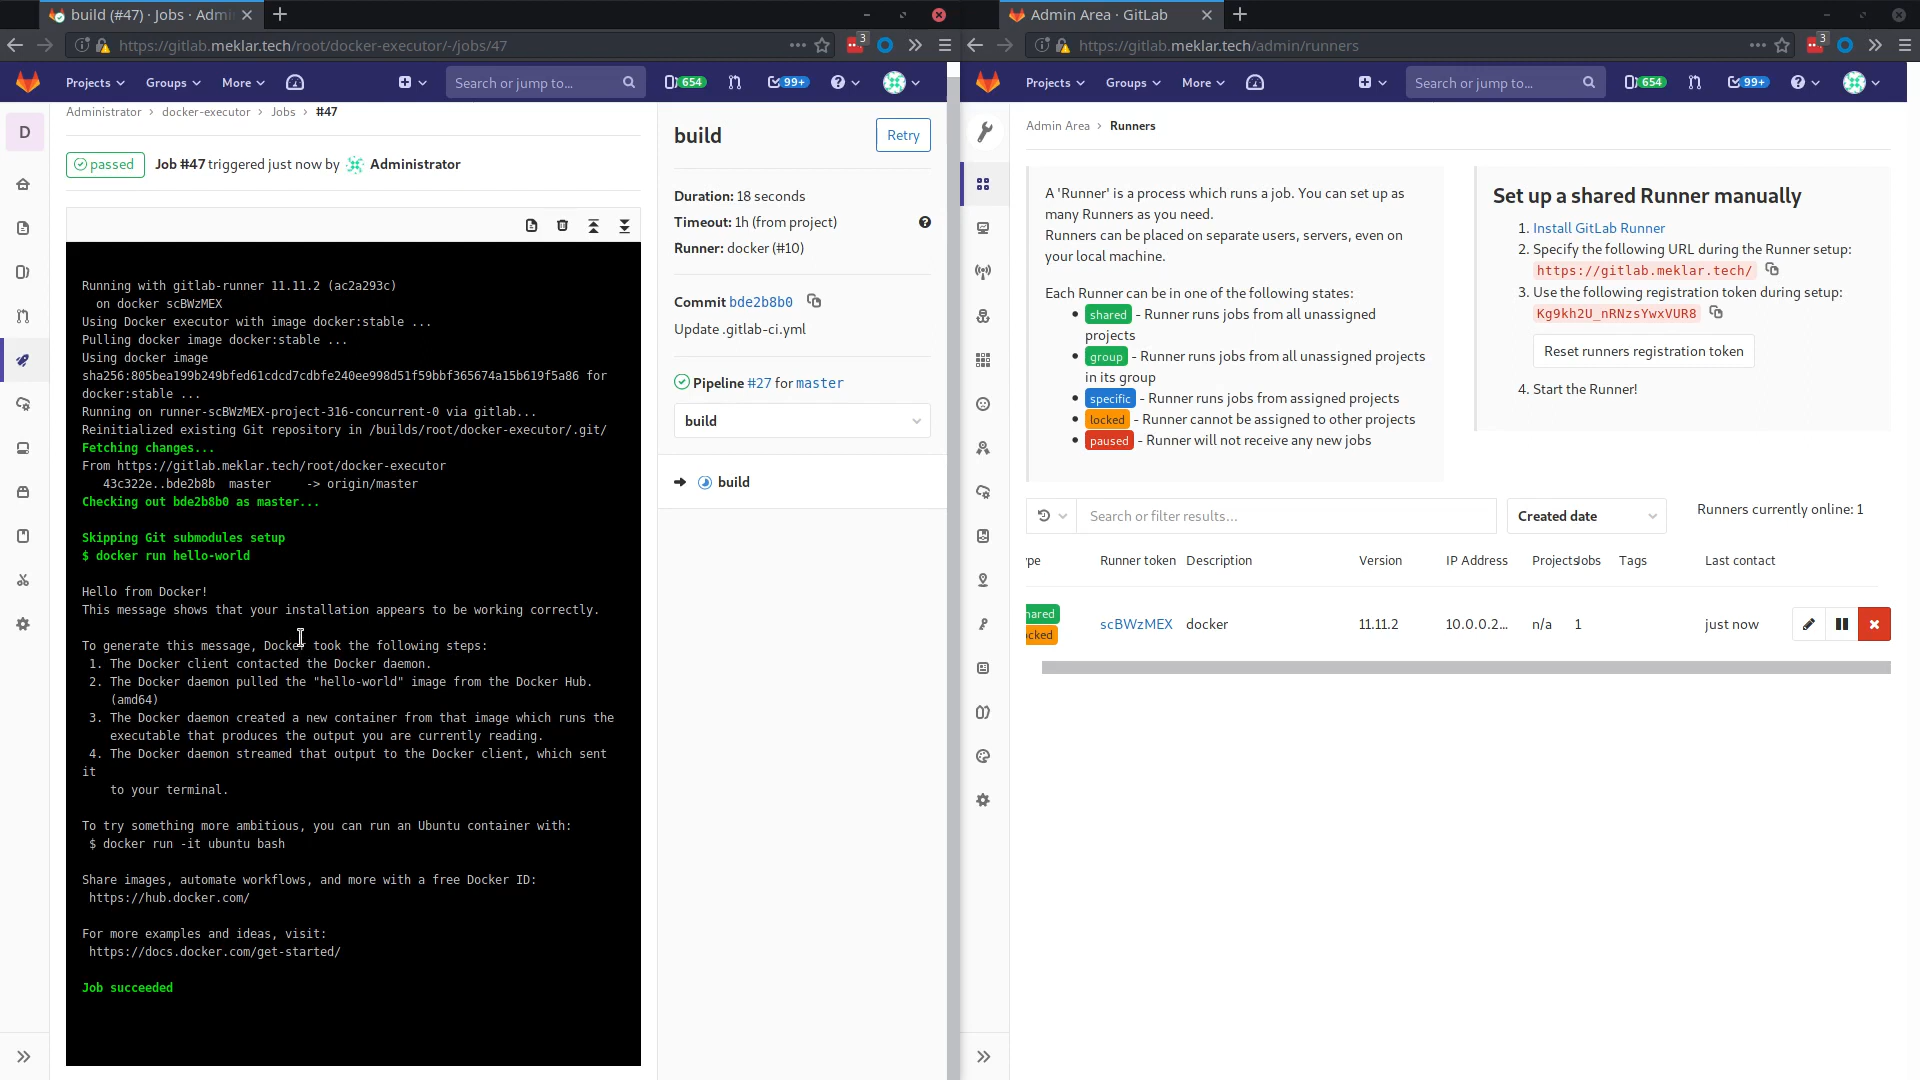 build (#47) · Jobs · Admi
https://gitlab.meklar.tech/root/docker-executor/-/jobs/47
3
Projects
Groups
More
Search or jump to...
654
99+
Administrator › docker-executor › Jobs › #47
D
passed
Job #47 triggered just now by Administrator
Running with gitlab-runner 11.11.2 (ac2a293c)
on docker scBWzMEX
Using Docker executor with image docker:stable ...
Pulling docker image docker:stable ...
Using docker image
sha256:805bea199b249bfed61cdcd7cdbfe240ee998d51f59bbf365674a15b619f5a86 for
docker:stable ...
Running on runner-scBWzMEX-project-316-concurrent-0 via gitlab...
Reinitialized existing Git repository in /builds/root/docker-executor/.git/
Fetching changes...
From https://gitlab.meklar.tech/root/docker-executor
43c322e..bde2b8b master -> origin/master
Checking out bde2b8b0 as master...
Skipping Git submodules setup
$ docker run hello-world
Hello from Docker!
This message shows that your installation appears to be working correctly.
To generate this message, Docker took the following steps:
1. The Docker client contacted the Docker daemon.
2. The Docker daemon pulled the "hello-world" image from the Docker Hub.
(amd64)
3. The Docker daemon created a new container from that image which runs the
executable that produces the output you are currently reading.
4. The Docker daemon streamed that output to the Docker client, which sent
it
to your terminal.
To try something more ambitious, you can run an Ubuntu container with:
$ docker run -it ubuntu bash
Share images, automate workflows, and more with a free Docker ID:
https://hub.docker.com/
For more examples and ideas, visit:
https://docs.docker.com/get-started/
Job succeeded
build
Retry
Duration: 18 seconds
Timeout: 1h (from project)
Runner: docker (#10)
Commit bde2b8b0
Update .gitlab-ci.yml
Pipeline #27 for master
build
build
Admin Area · GitLab
https://gitlab.meklar.tech/admin/runners
3
Projects
Groups
More
Search or jump to...
654
99+
Admin Area › Runners
A 'Runner' is a process which runs a job. You can set up as
many Runners as you need.
Runners can be placed on separate users, servers, even on
your local machine.
Each Runner can be in one of the following states:
• shared - Runner runs jobs from all unassigned
projects
• group - Runner runs jobs from all unassigned projects
in its group
• specific - Runner runs jobs from assigned projects
• locked - Runner cannot be assigned to other projects
• paused - Runner will not receive any new jobs
Set up a shared Runner manually
1. Install GitLab Runner
2. Specify the following URL during the Runner setup:
https://gitlab.meklar.tech/
3. Use the following registration token during setup:
Kg9kh2U_nRNzsYwxVUR8
Reset runners registration token
4. Start the Runner!
Search or filter results...
Created date
Runners currently online: 1
pe Runner token Description Version IP Address Projects Jobs Tags Last contact
hared
cked
scBWzMEX docker 11.11.2 10.0.0.2... n/a 1 just now